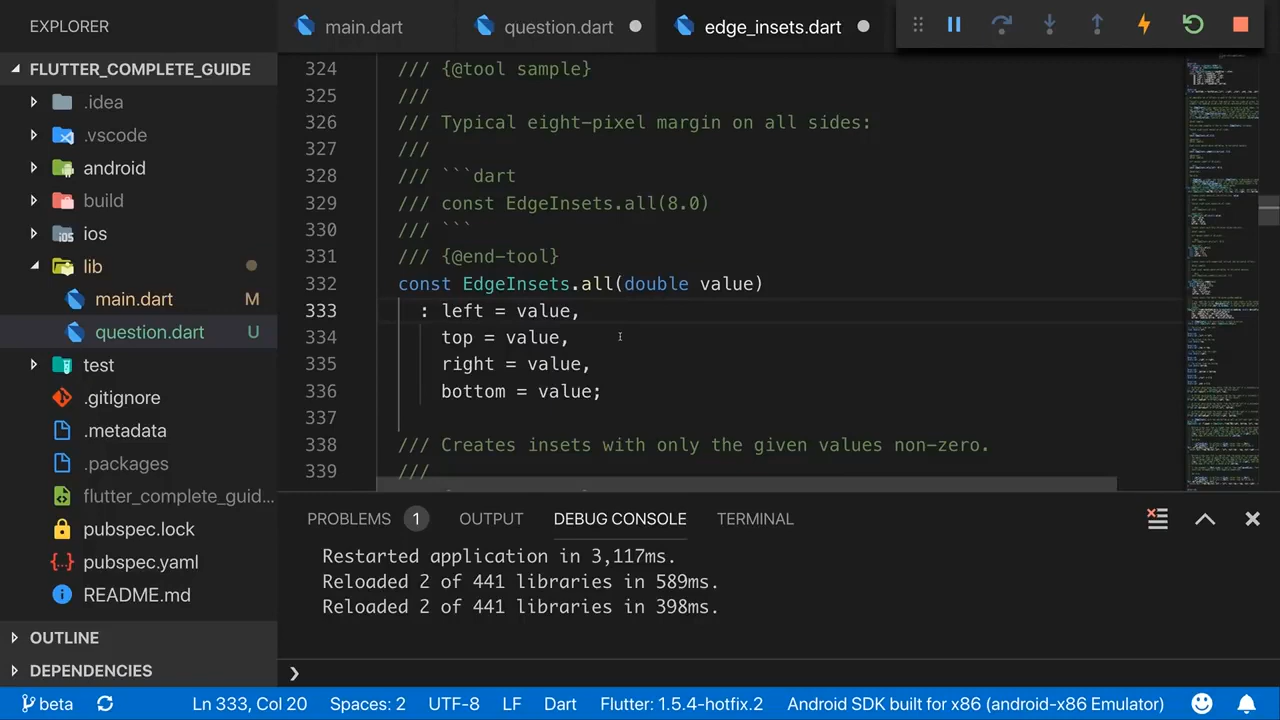 EXPLORER
main.dart
question.dart
edge_insets.dart
FLUTTER_COMPLETE_GUIDE
.idea
.vscode
android
build
ios
lib
main.dart M
question.dart U
test
.gitignore
.metadata
.packages
flutter_complete_guid...
pubspec.lock
pubspec.yaml
README.md
OUTLINE
DEPENDENCIES
324 /// {@tool sample}
325 ///
326 /// Typical eight-pixel margin on all sides:
327 ///
328 /// ```dart
329 /// const EdgeInsets.all(8.0)
330 /// ```
331 /// {@end-tool}
332 const EdgeInsets.all(double value)
333 : left = value,
334 top = value,
335 right = value,
336 bottom = value;
337
338 /// Creates insets with only the given values non-zero.
339 ///
PROBLEMS 1 OUTPUT DEBUG CONSOLE TERMINAL
Restarted application in 3,117ms.
Reloaded 2 of 441 libraries in 589ms.
Reloaded 2 of 441 libraries in 398ms.
beta Ln 333, Col 20 Spaces: 2 UTF-8 LF Dart Flutter: 1.5.4-hotfix.2 Android SDK built for x86 (android-x86 Emulator)